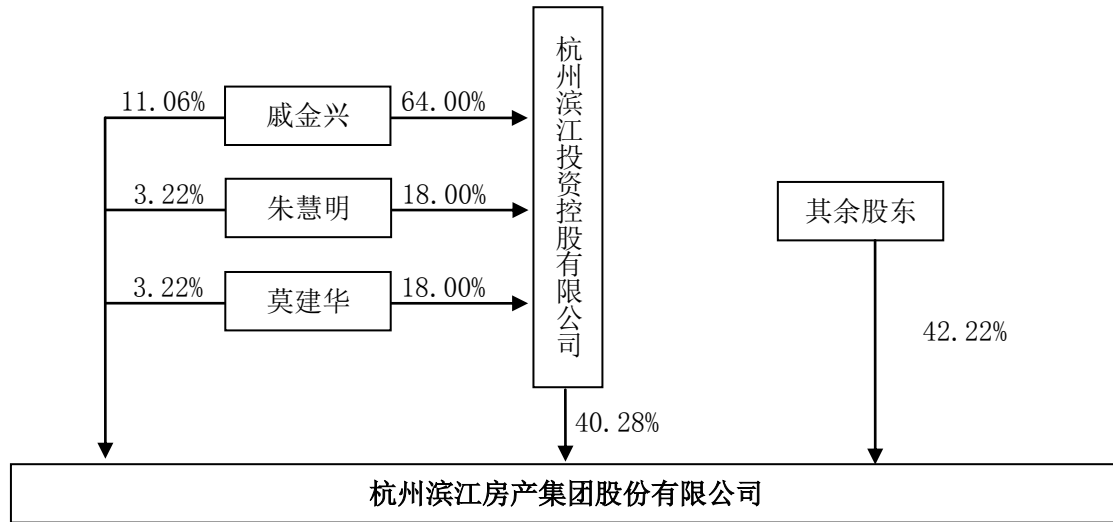 11.06%
戚金兴
64.00%
3.22%
朱慧明
18.00%
3.22%
莫建华
18.00%
杭州滨江投资控股有限公司
其余股东
42.22%
40.28%
杭州滨江房产集团股份有限公司